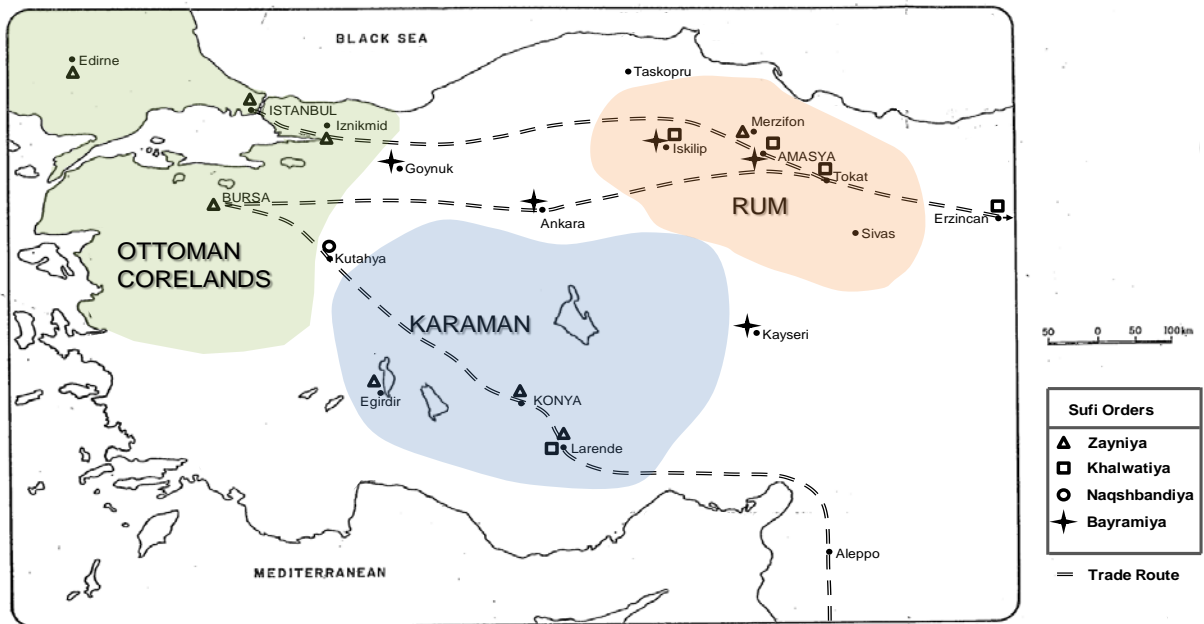 BLACK SEA
Edirne
Taskopru
ISTANBUL
Iznikmid
Merzifon
Iskilip
AMASYA
Goynuk
Tokat
BURSA
RUM
Erzincan
Ankara
Sivas
OTTOMAN
CORELANDS
Kutahya
KARAMAN
Kayseri
50 0 50 100km
Egirdir
KONYA
Larende
Aleppo
MEDITERRANEAN
Sufi Orders
Zayniya
Khalwatiya
Naqshbandiya
Bayramiya
Trade Route